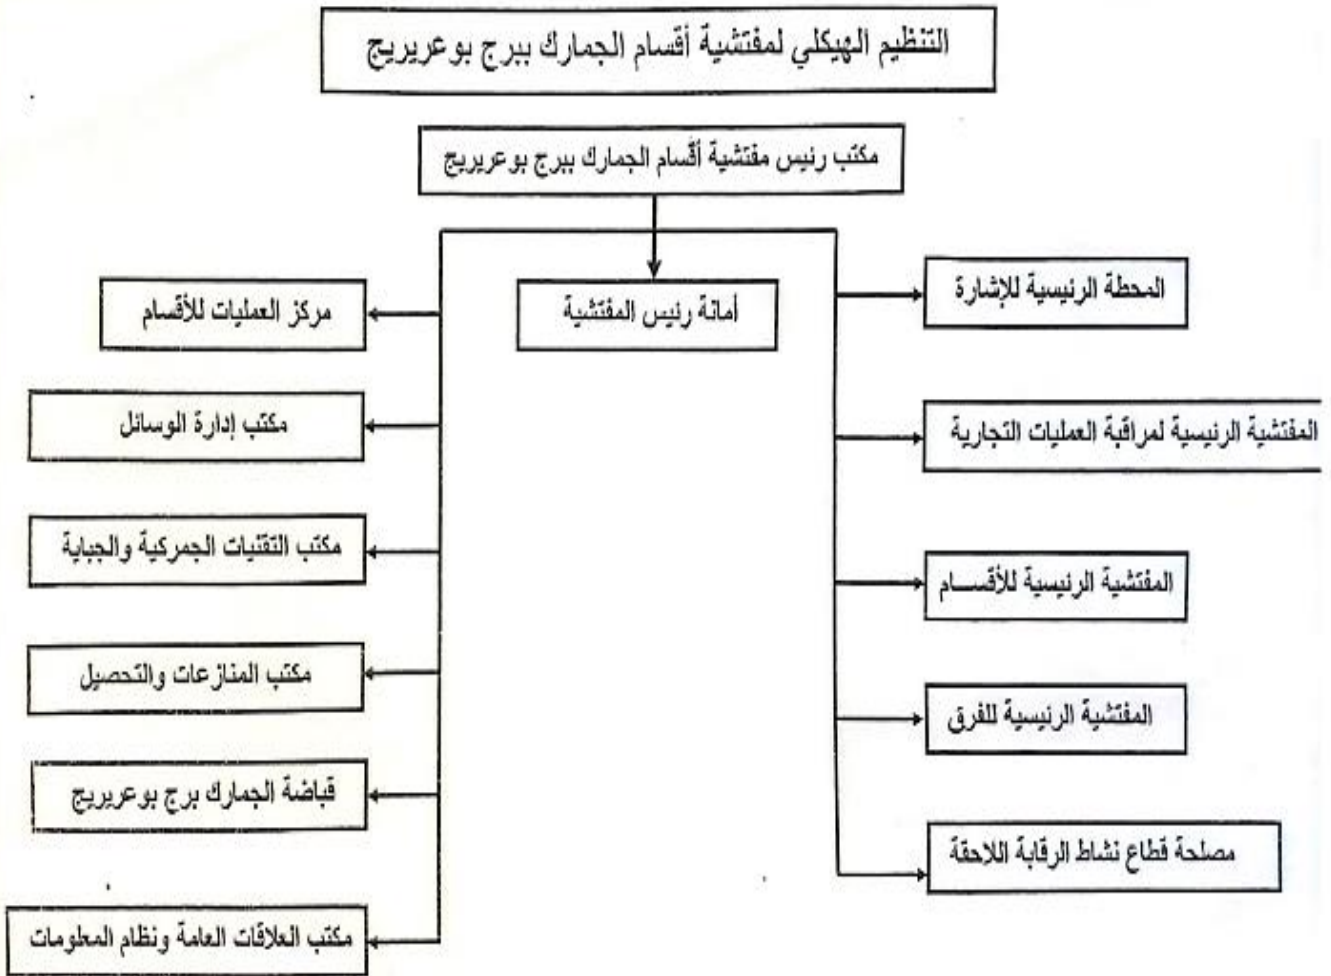 التنظيم الهيكلي لمفتشية أقسام الجمارك ببرج بوعريريج
مكتب رئيس مفتشية أقسام الجمارك ببرج بوعريريج
أمانة رئيس المفتشية
المحطة الرئيسية للإشارة
المفتشية الرئيسية لمراقبة العمليات التجارية
المفتشية الرئيسية للأقســـام
المفتشية الرئيسية للفرق
مصلحة قطاع نشاط الرقابة اللاحقة
مركز العمليات للأقسام
مكتب إدارة الوسائل
مكتب التقنيات الجمركية والجباية
مكتب المنازعات والتحصيل
قباضة الجمارك برج بوعريريج
مكتب العلاقات العامة ونظام المعلومات